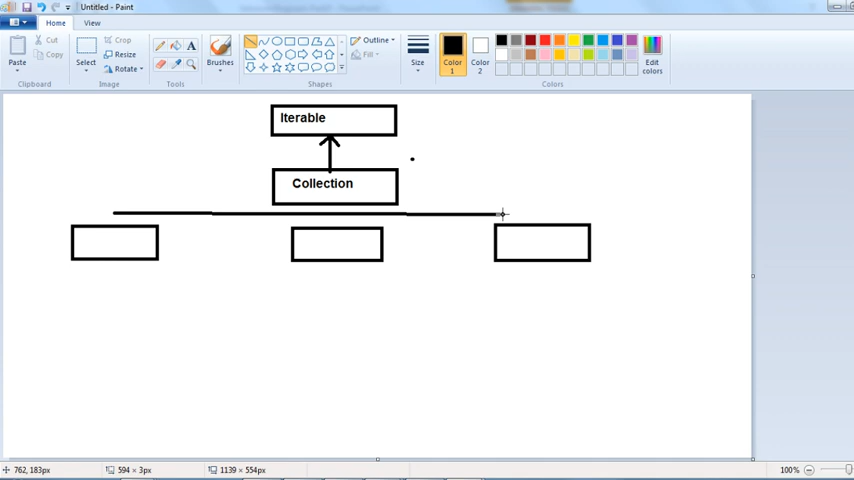 Untitled - Paint
Home
View
Paste
Cut
Copy
Clipboard
Select
Crop
Resize
Rotate
Image
Tools
Brushes
Outline
Fill
Shapes
Size
Color
1
Color
2
Edit
colors
Colors
Iterable
Collection
762, 183px
594 × 3px
1139 × 554px
100%